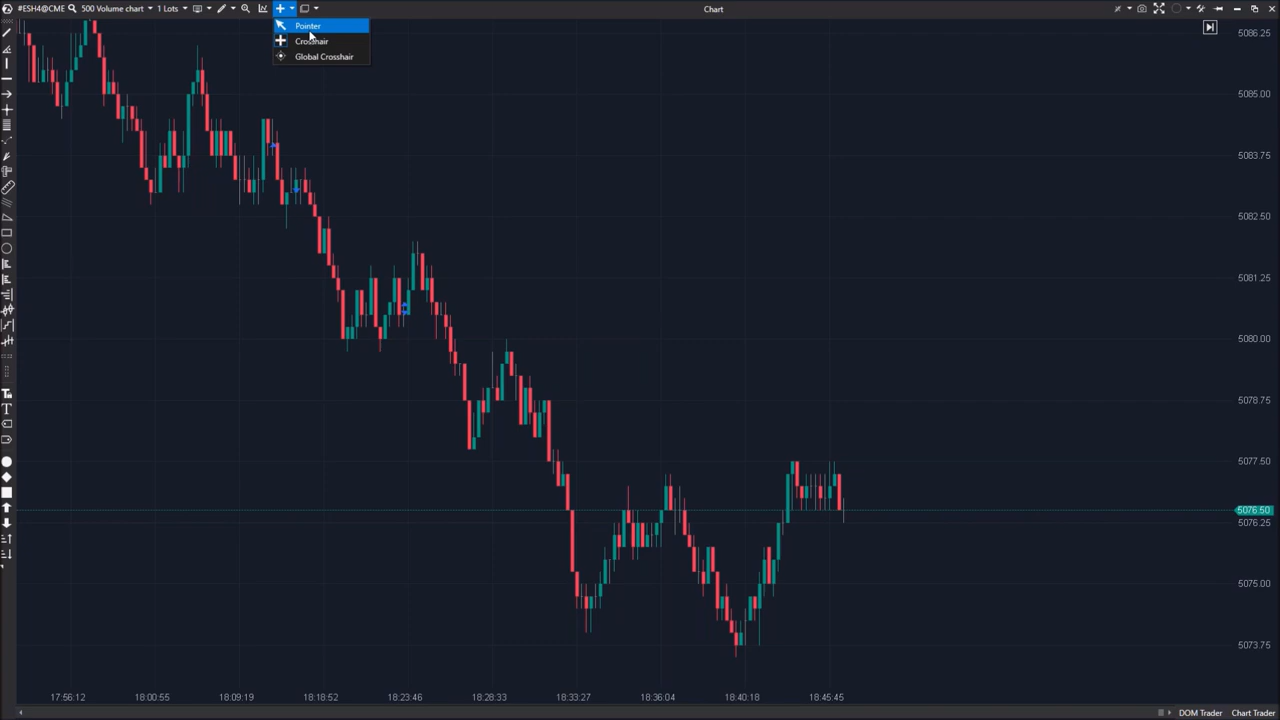 #ESH4@CME 500 Volume chart 1 Lots Chart
Pointer
Crosshair
Global Crosshair
5086.25
5085.00
5083.75
5082.50
5081.25
5080.00
5078.75
5077.50
5076.50
5076.25
5075.00
5073.75
17:56:12 18:00:55 18:09:19 18:18:52 18:23:46 18:28:33 18:33:27 18:36:04 18:40:18 18:45:45
DOM Trader Chart Trader